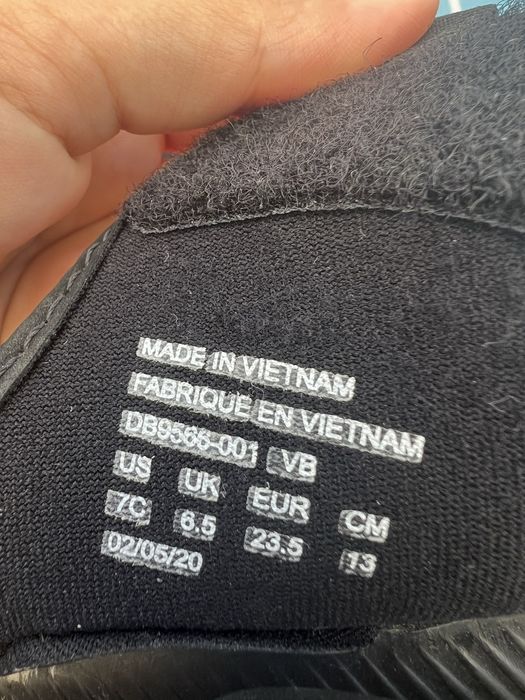 MADE IN VIETNAM
FABRIQUE EN VIETNAM
DB9566-001 VB
US UK EUR CM
7C 6.5 23.5 13
02/05/20